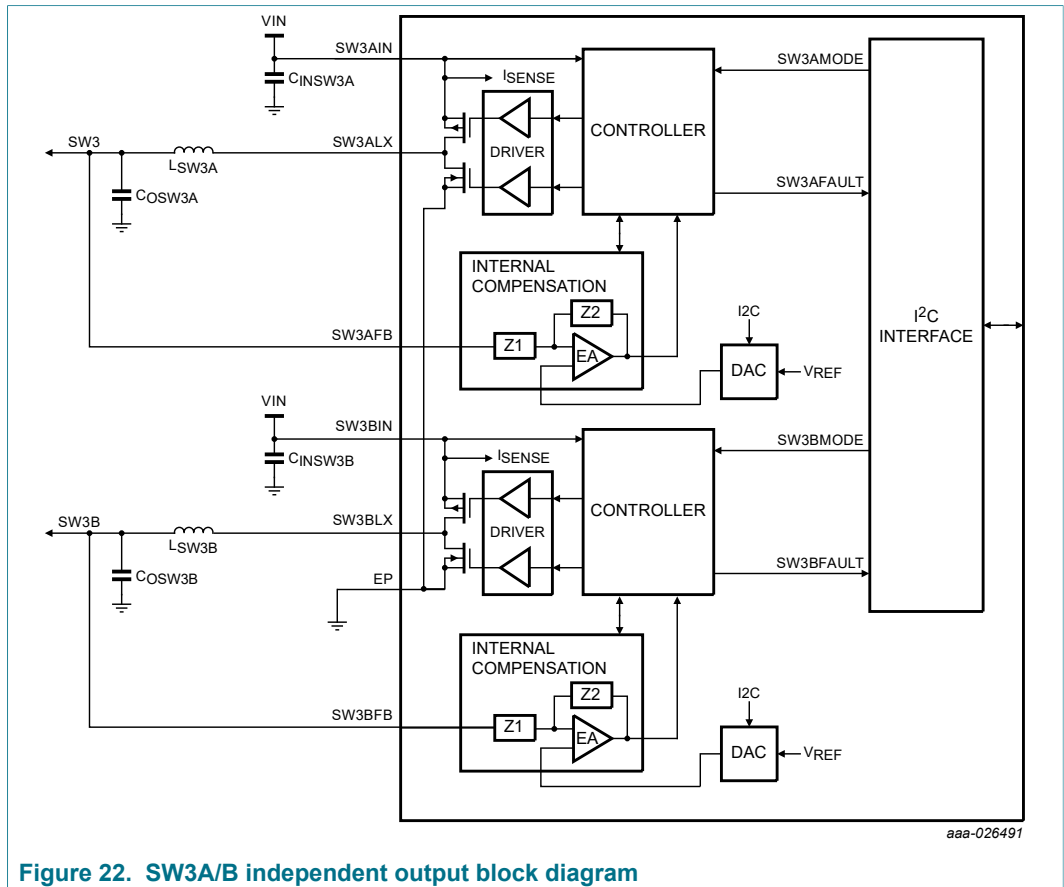 VIN
SW3AIN
CINSW3A
ISENSE
SW3AMODE
CONTROLLER
SW3
SW3ALX
LSW3A
COSW3A
DRIVER
SW3AFAULT
INTERNAL
COMPENSATION
Z2
I2C
I2C
INTERFACE
SW3AFB
Z1
EA
DAC
VREF
VIN
SW3BIN
CINSW3B
ISENSE
SW3BMODE
CONTROLLER
SW3B
SW3BLX
LSW3B
COSW3B
DRIVER
EP
SW3BFAULT
INTERNAL
COMPENSATION
Z2
I2C
SW3BFB
Z1
EA
DAC
VREF
aaa-026491
Figure 22. SW3A/B independent output block diagram